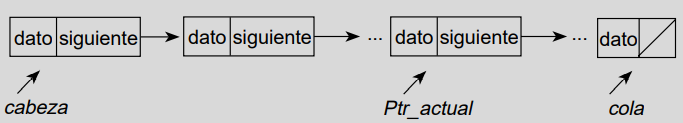 dato siguiente dato siguiente ... dato siguiente ... dato
cabeza Ptr_actual cola